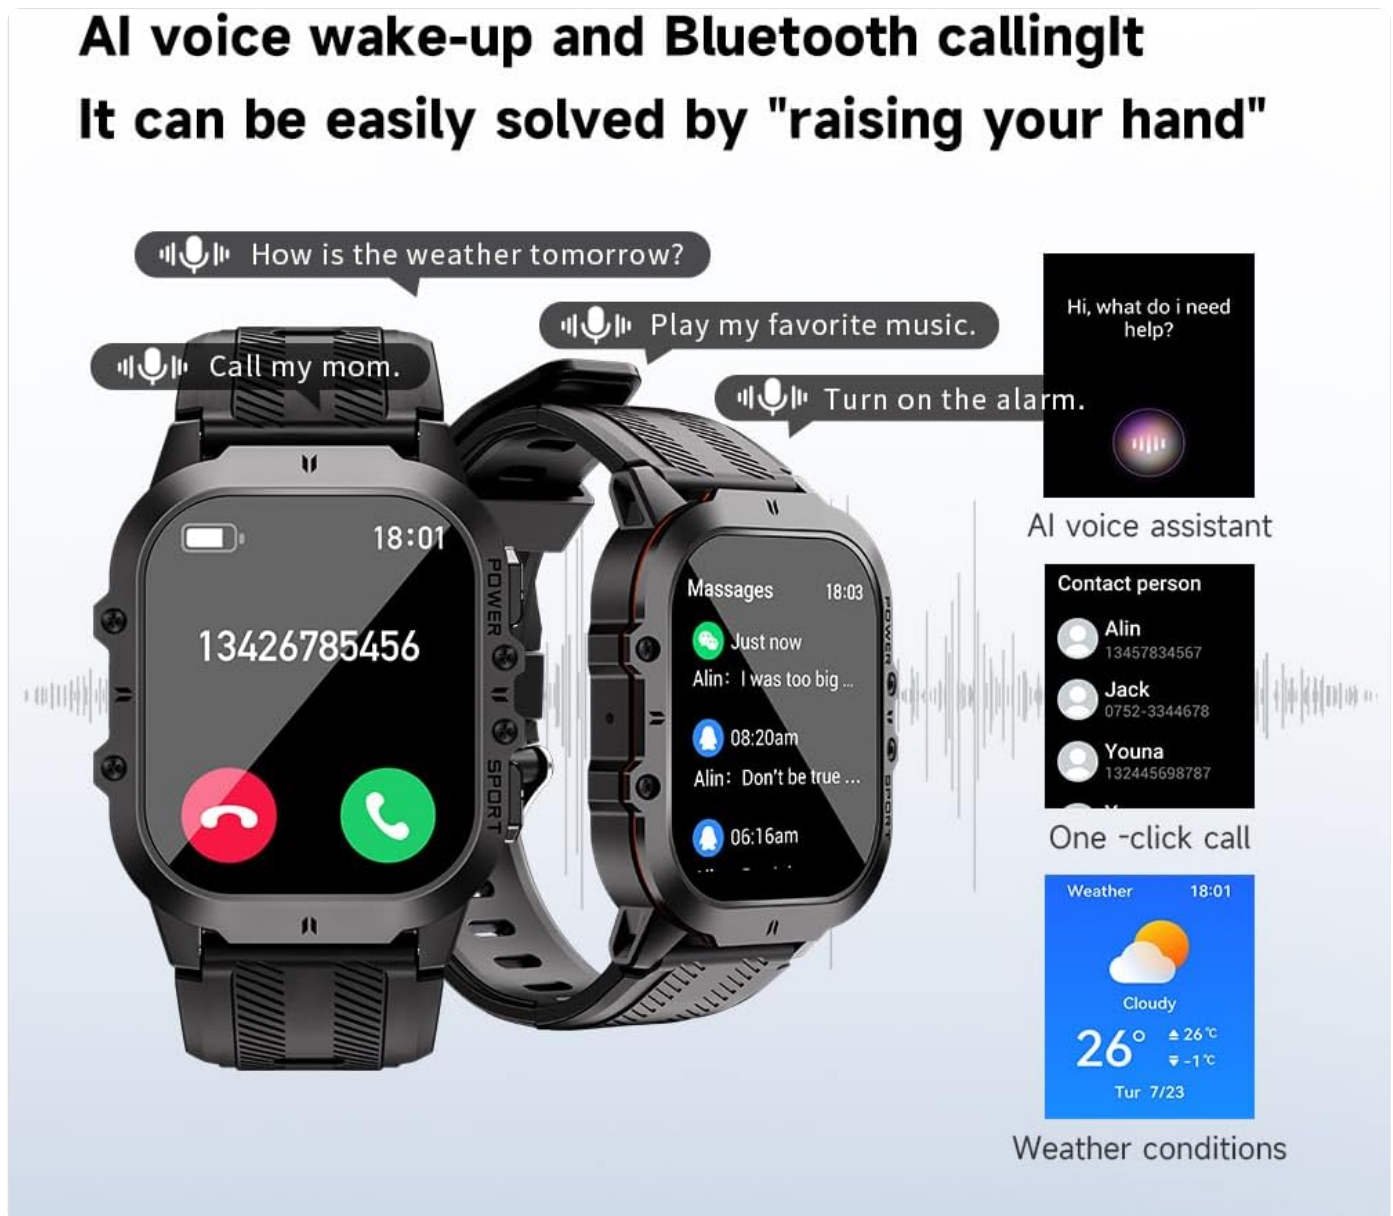 AI voice wake-up and Bluetooth callingIt
It can be easily solved by "raising your hand"
How is the weather tomorrow?
Play my favorite music.
Call my mom.
Turn on the alarm.
18:01
13426785456
POWER
SPORT
Massages 18:03
Just now
Alin: I was too big ...
08:20am
Alin: Don't be true ...
06:16am
POWER
SPORT
Hi, what do i need
help?
AI voice assistant
Contact person
Alin
13457834567
Jack
0752-3344678
Youna
132445698787
One -click call
Weather 18:01
Cloudy
26° 26℃
-1℃
Tur 7/23
Weather conditions